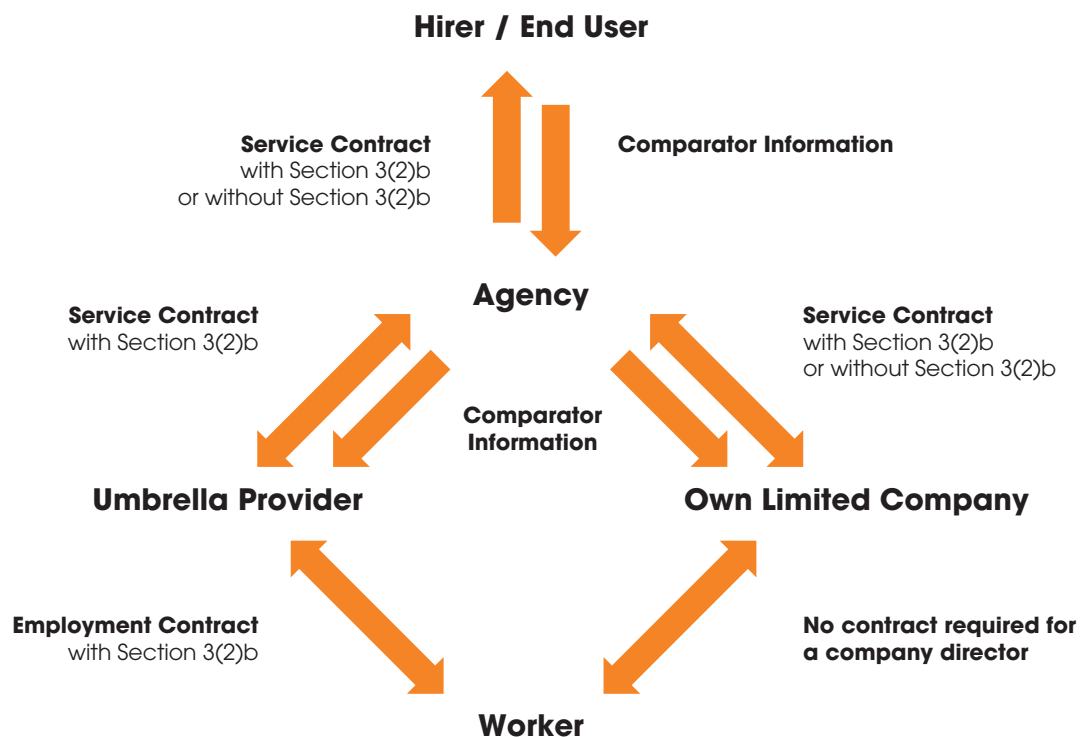 Hirer / End User
Service Contract
with Section 3(2)b
or without Section 3(2)b
Comparator Information
Agency
Service Contract
with Section 3(2)b
Service Contract
with Section 3(2)b
or without Section 3(2)b
Comparator
Information
Umbrella Provider
Own Limited Company
Employment Contract
with Section 3(2)b
No contract required for
a company director
Worker